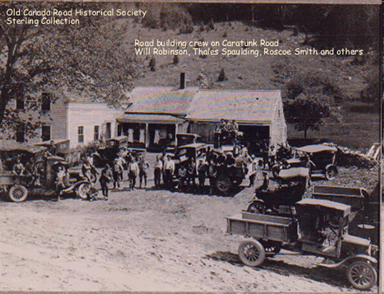 Old Canada Road Historical Society
Sterling Collection
Road building crew on Caratunk Road
Will Robinson, Thales Spaulding, Roscoe Smith and others